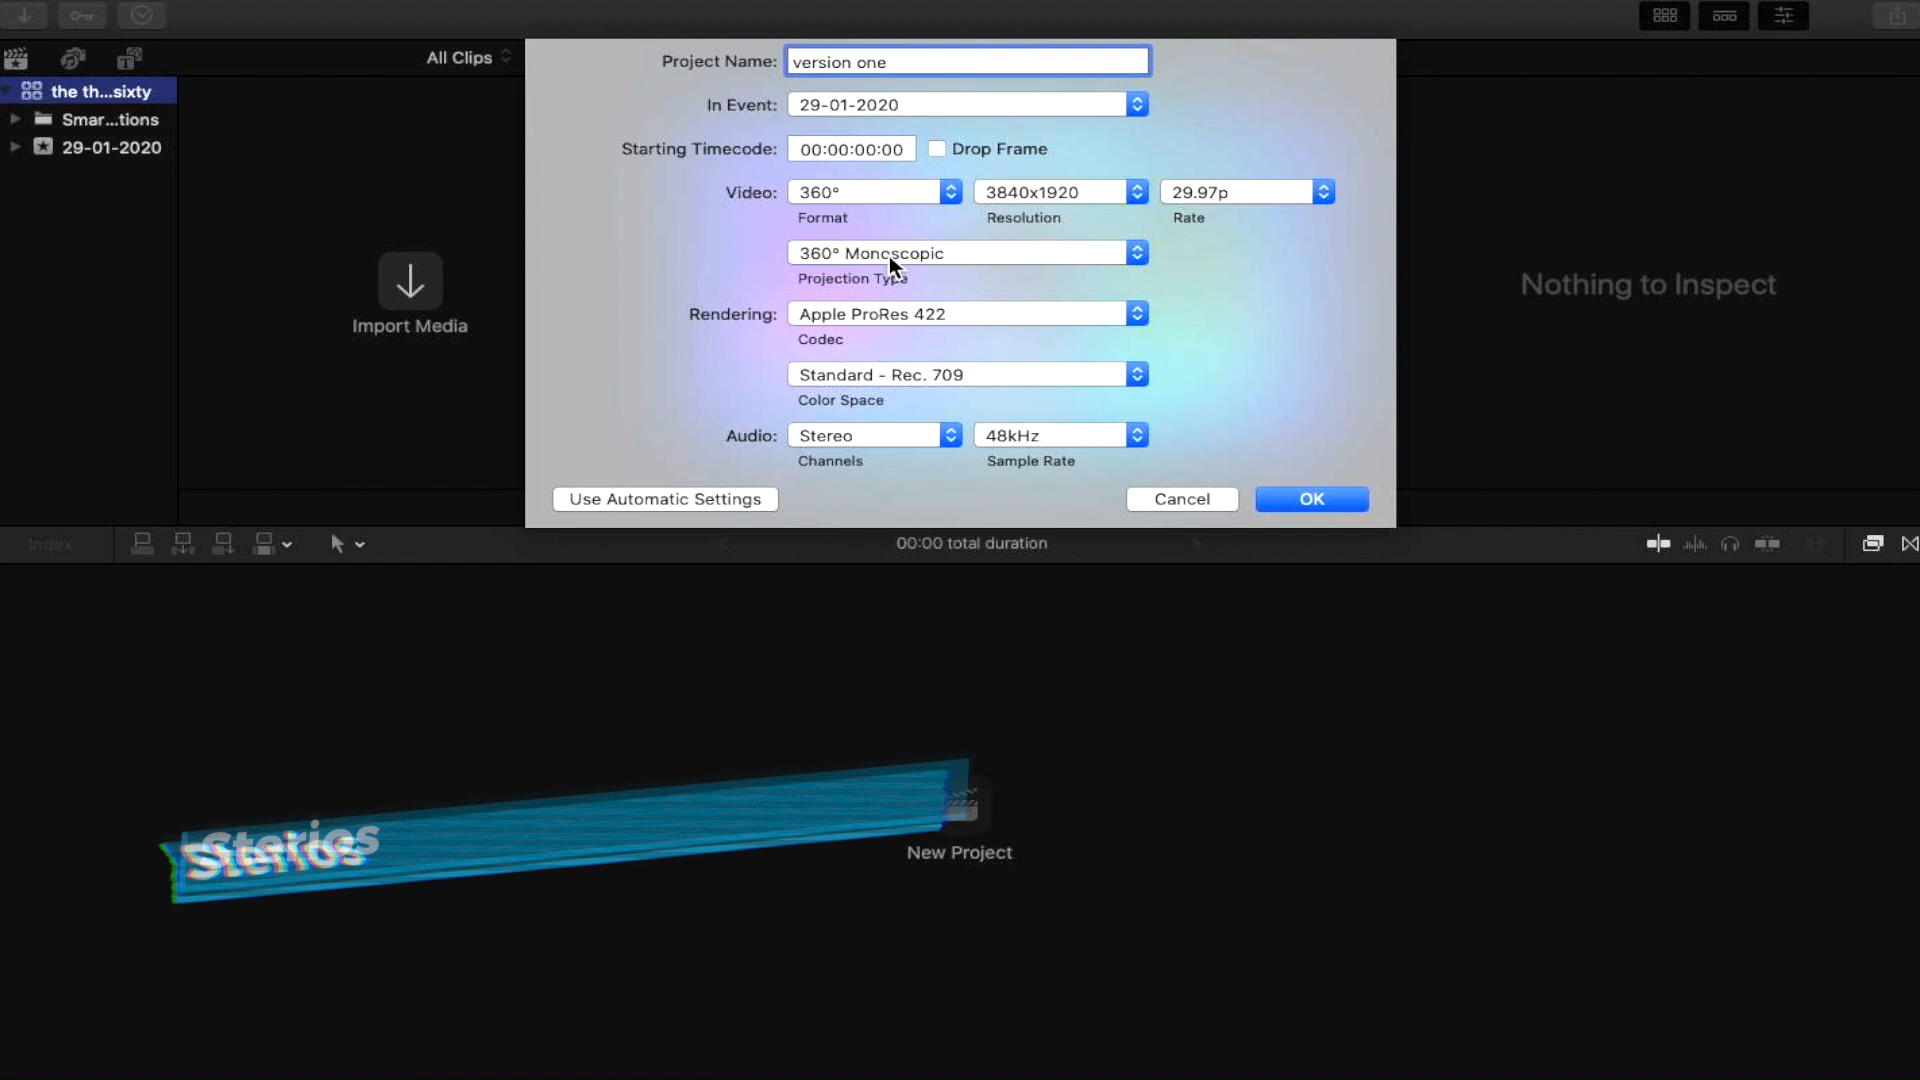 All Clips
the th...sixty
Smar...tions
29-01-2020
Import Media
Project Name: version one
In Event: 29-01-2020
Starting Timecode: 00:00:00:00 Drop Frame
Video: 360° 3840x1920 29.97p
Format Resolution Rate
360° Monoscopic
Projection Type
Rendering: Apple ProRes 422
Codec
Standard - Rec. 709
Color Space
Audio: Stereo 48kHz
Channels Sample Rate
Use Automatic Settings Cancel OK
Nothing to Inspect
Index
00:00 total duration
New Project